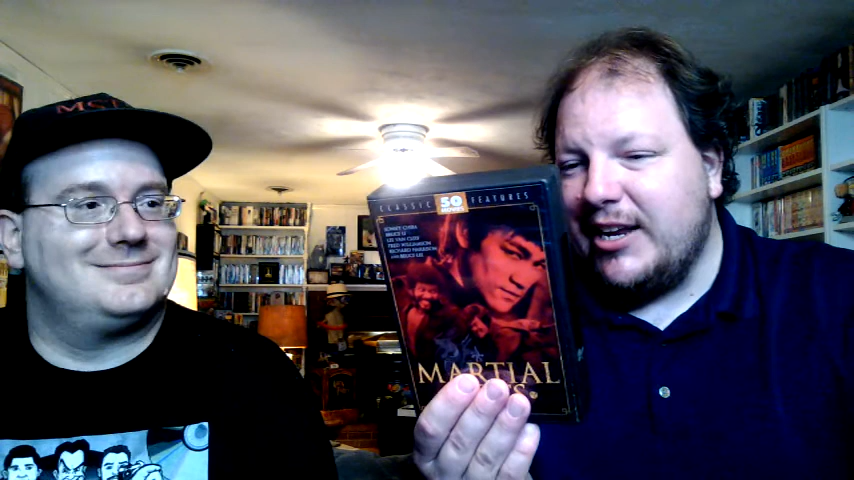 MST
CLASSIC 50 FEATURES
MOVIES
SONNY CHIBA
BRUCE LI
LEE VAN CLEEF
FRED WILLIAMSON
RICHARD HARRISON
AND BRUCE LEE
MARTIAL